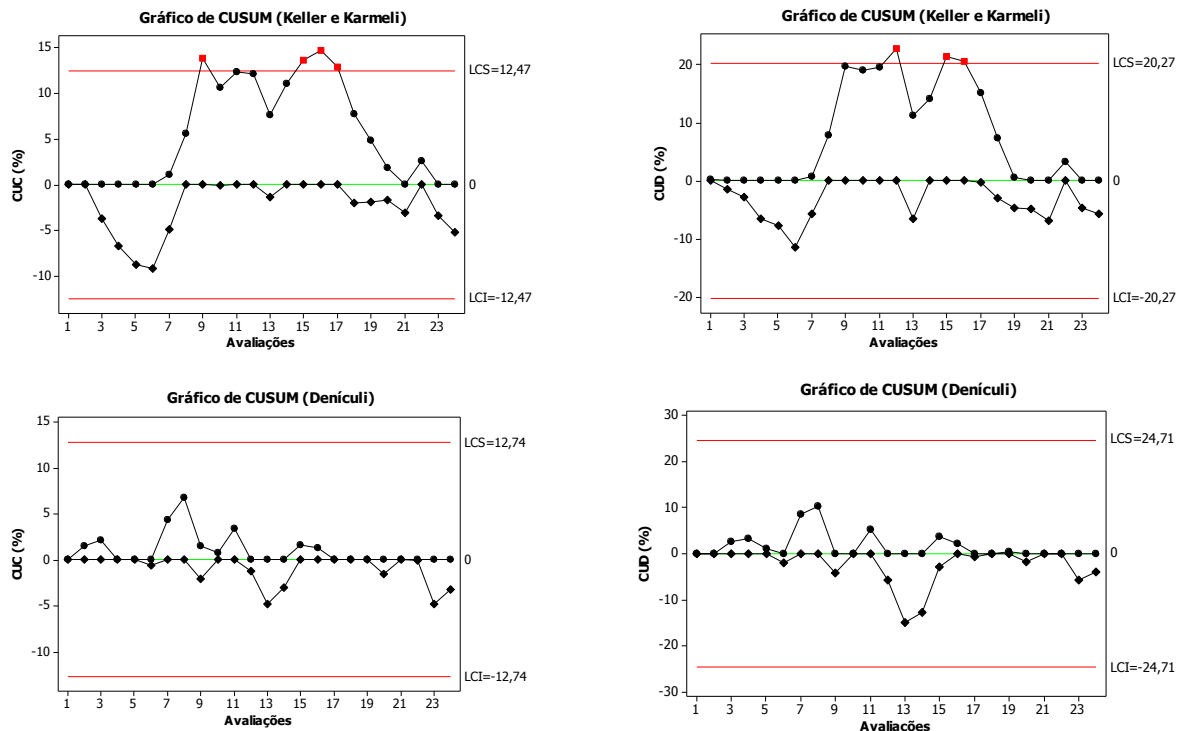 Gráfico de CUSUM (Keller e Karmeli)
15
10
5
0
-5
-10
CUC (%)
LCS=12,47
0
LCI=-12,47
1 3 5 7 9 11 13 15 17 19 21 23
Avaliações
Gráfico de CUSUM (Keller e Karmeli)
20
10
0
-10
-20
CUD (%)
LCS=20,27
0
LCI=-20,27
1 3 5 7 9 11 13 15 17 19 21 23
Avaliações
Gráfico de CUSUM (Denículi)
15
10
5
0
-5
-10
CUC (%)
LCS=12,74
0
LCI=-12,74
1 3 5 7 9 11 13 15 17 19 21 23
Avaliações
Gráfico de CUSUM (Denículi)
30
20
10
0
-10
-20
-30
CUD (%)
LCS=24,71
0
LCI=-24,71
1 3 5 7 9 11 13 15 17 19 21 23
Avaliações